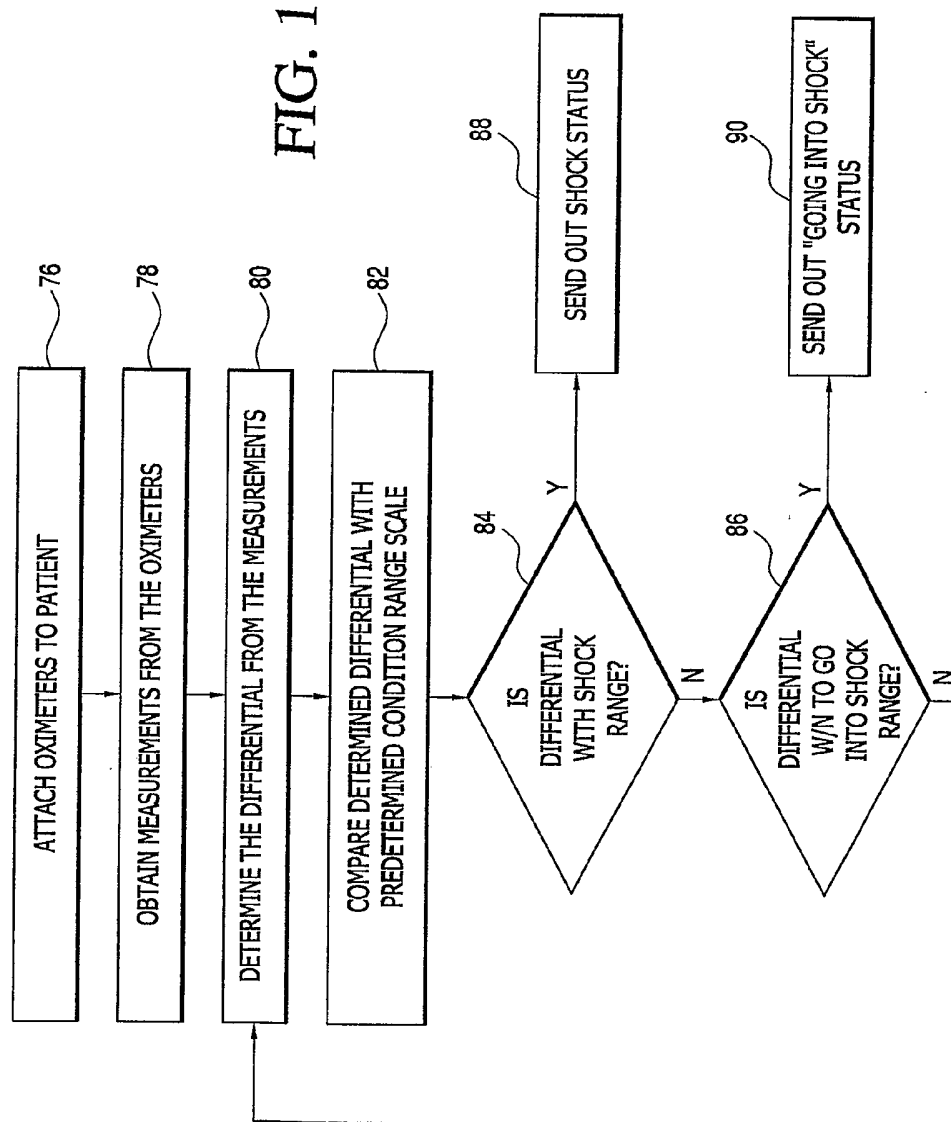 FIG. 1
76
ATTACH OXIMETERS TO PATIENT
78
OBTAIN MEASUREMENTS FROM THE OXIMETERS
80
DETERMINE THE DIFFERENTIAL FROM THE MEASUREMENTS
82
COMPARE DETERMINED DIFFERENTIAL WITH
PREDETERMINED CONDITION RANGE SCALE
84
IS
DIFFERENTIAL
WITH SHOCK
RANGE?
Y
N
88
SEND OUT SHOCK STATUS
86
IS
DIFFERENTIAL
W/N TO GO
INTO SHOCK
RANGE?
Y
N
90
SEND OUT "GOING INTO SHOCK"
STATUS